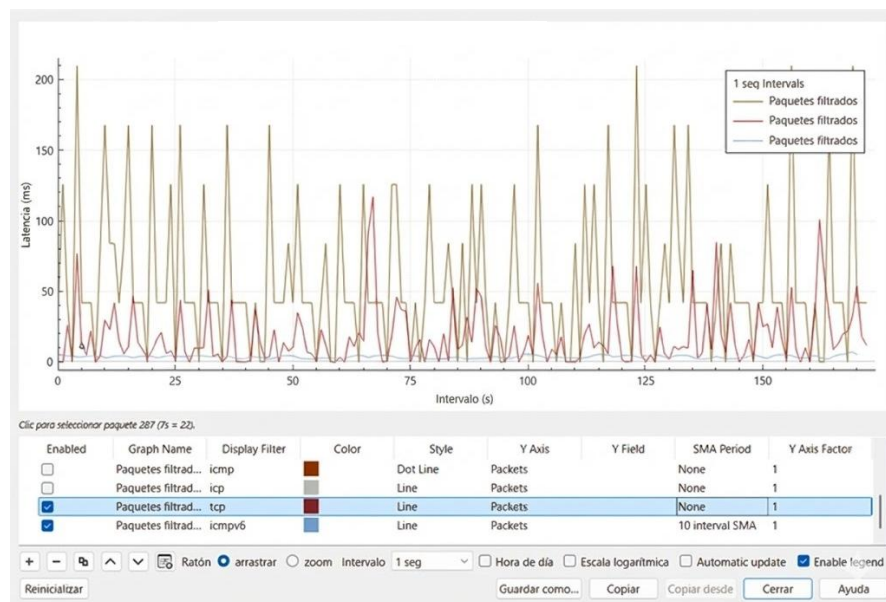 200
150
100
50
0
Latencia (ms)
1 seq Intervals
Paquetes filtrados
Paquetes filtrados
Paquetes filtrados
0 25 50 75 100 125 150
Intervalo (s)
Clic para seleccionar paquete 287 (7s = 22).
Enabled Graph Name Display Filter Color Style Y Axis Y Field SMA Period Y Axis Factor
Paquetes filtrad... icmp Dot Line Packets None 1
Paquetes filtrad... icp Line Packets None 1
Paquetes filtrad... tcp Line Packets None 1
Paquetes filtrad... icmpv6 Line Packets 10 interval SMA 1
+ − Ratón arrastrar zoom Intervalo 1 seg Hora de día Escala logarítmica Automatic update Enable legend
Reinicializar Guardar como... Copiar Copiar desde Cerrar Ayuda